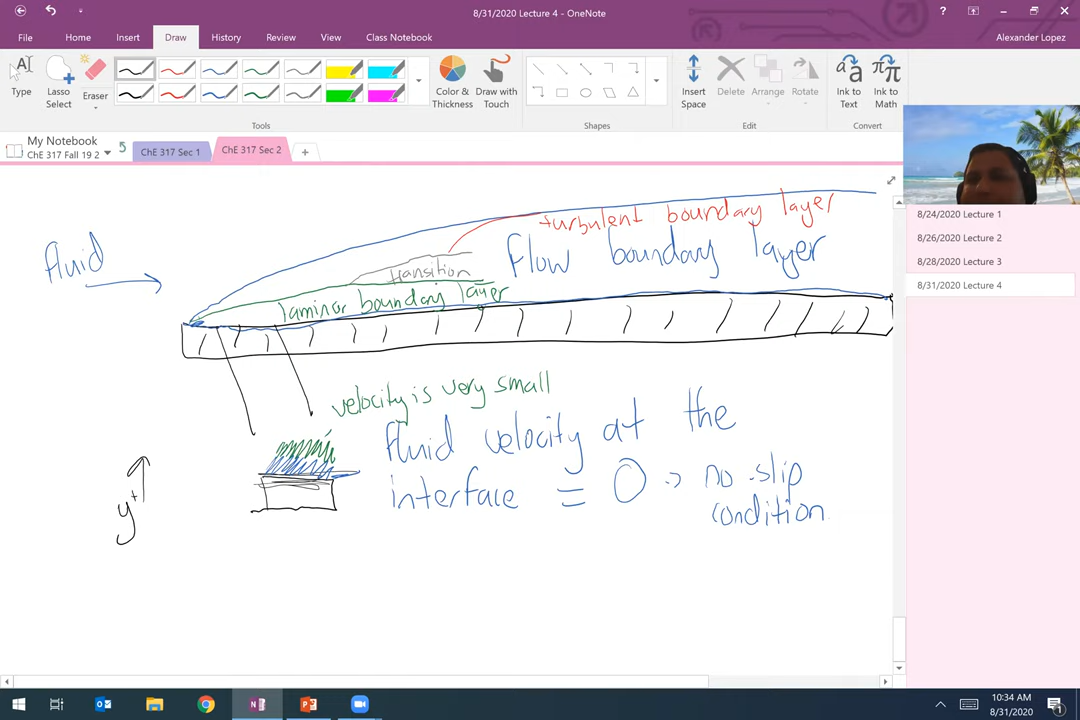 8/31/2020 Lecture 4 - OneNote
Alexander Lopez
File Home Insert Draw History Review View Class Notebook
Type
Lasso Select
Eraser
Color & Thickness
Draw with Touch
Insert Space
Delete
Arrange
Rotate
Ink to Text
Ink to Math
Tools
Shapes
Edit
Convert
My Notebook
ChE 317 Fall 19 2
ChE 317 Sec 1
ChE 317 Sec 2
8/24/2020 Lecture 1
8/26/2020 Lecture 2
8/28/2020 Lecture 3
8/31/2020 Lecture 4
turbulent boundary layer
fluid
flow boundary layer
transition
laminar boundary layer
velocity is very small
fluid velocity at the
interface = 0 → no slip
condition
y+
10:34 AM
8/31/2020